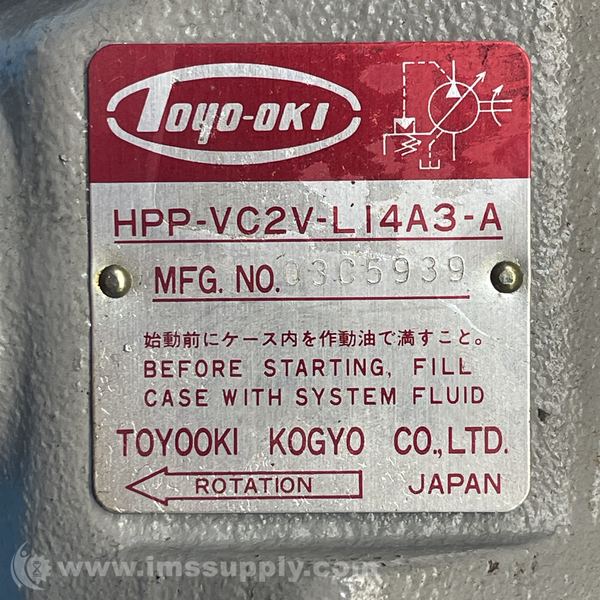 TOYO-OKI
HPP-VC2V-L14A3-A
MFG. NO. 03C5939
始動前にケース内を作動油で満すこと。
BEFORE STARTING, FILL
CASE WITH SYSTEM FLUID
TOYOOKI KOGYO CO., LTD.
ROTATION JAPAN
www.imssupply.com